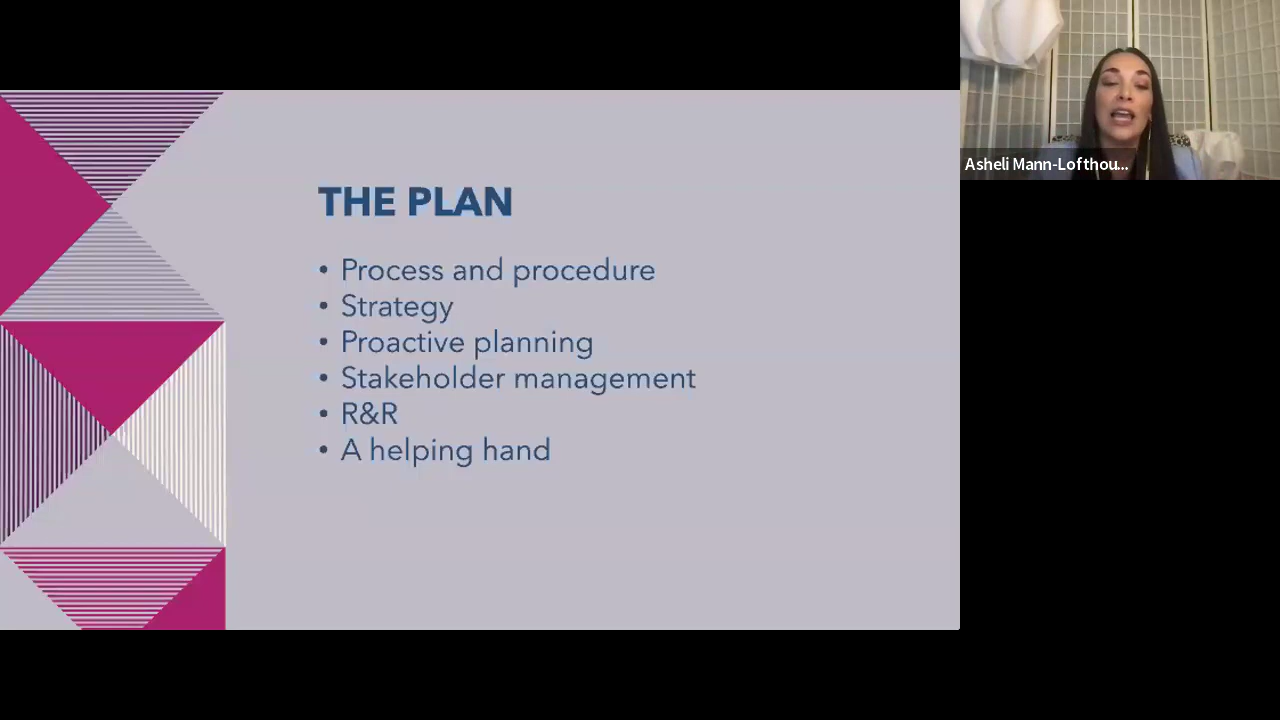 THE PLAN
• Process and procedure
• Strategy
• Proactive planning
• Stakeholder management
• R&R
• A helping hand
Asheli Mann-Lofthou...